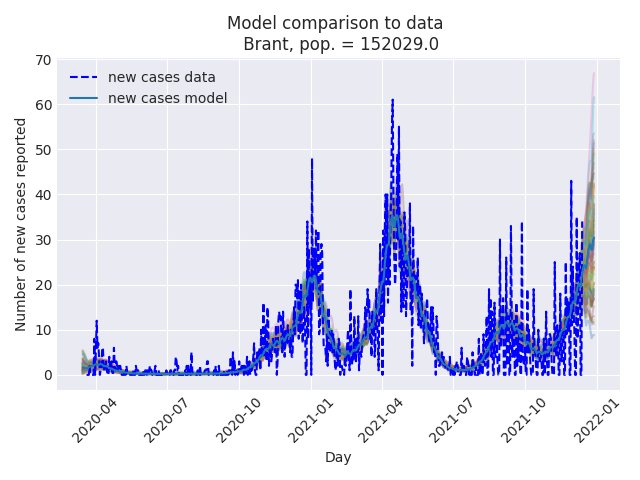 Model comparison to data
Brant, pop. = 152029.0
new cases data
new cases model
Number of new cases reported
70
60
50
40
30
20
10
0
2020-04
2020-07
2020-10
2021-01
2021-04
2021-07
2021-10
2022-01
Day